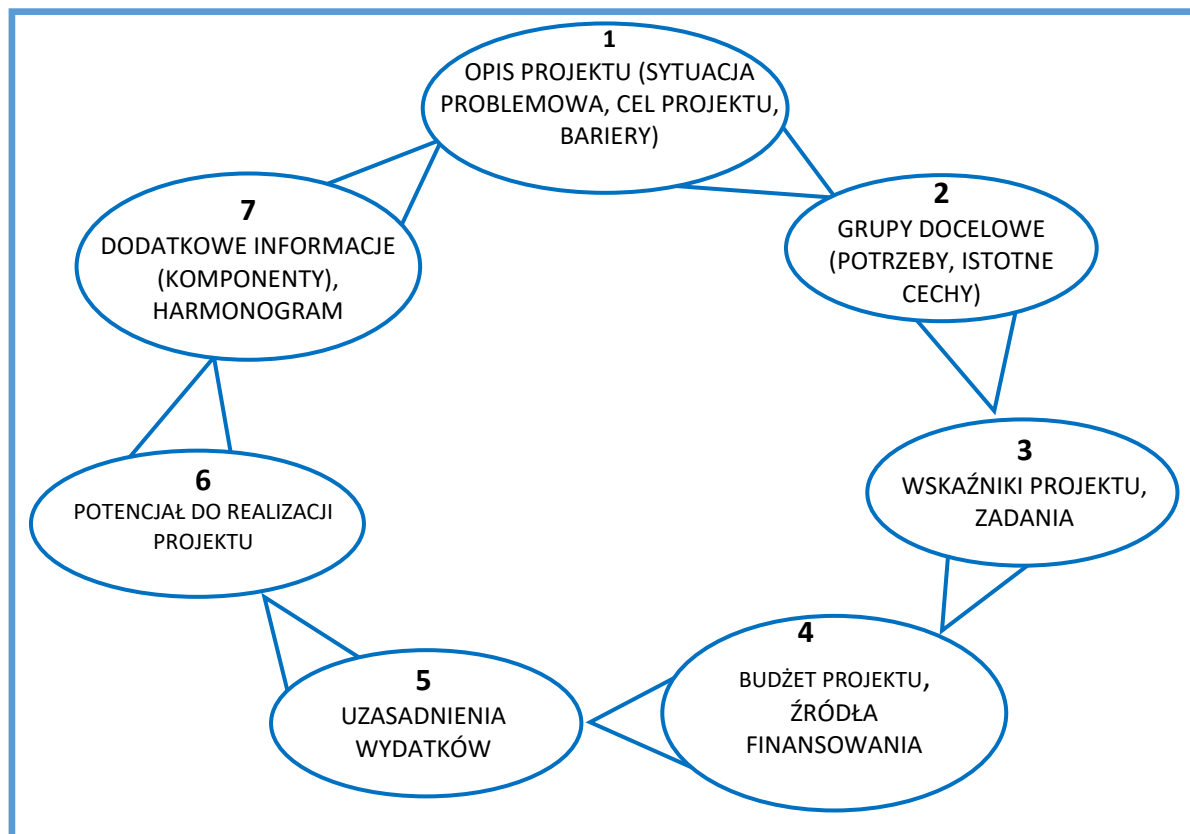 1
OPIS PROJEKTU (SYTUACJA
PROBLEMOWA, CEL PROJEKTU,
BARIERY)
2
GRUPY DOCELOWE
(POTRZEBY, ISTOTNE
CECHY)
3
WSKAŹNIKI PROJEKTU,
ZADANIA
4
BUDŻET PROJEKTU,
ŹRÓDŁA
FINANSOWANIA
5
UZASADNIENIA
WYDATKÓW
6
POTENCJAŁ DO REALIZACJI
PROJEKTU
7
DODATKOWE INFORMACJE
(KOMPONENTY),
HARMONOGRAM